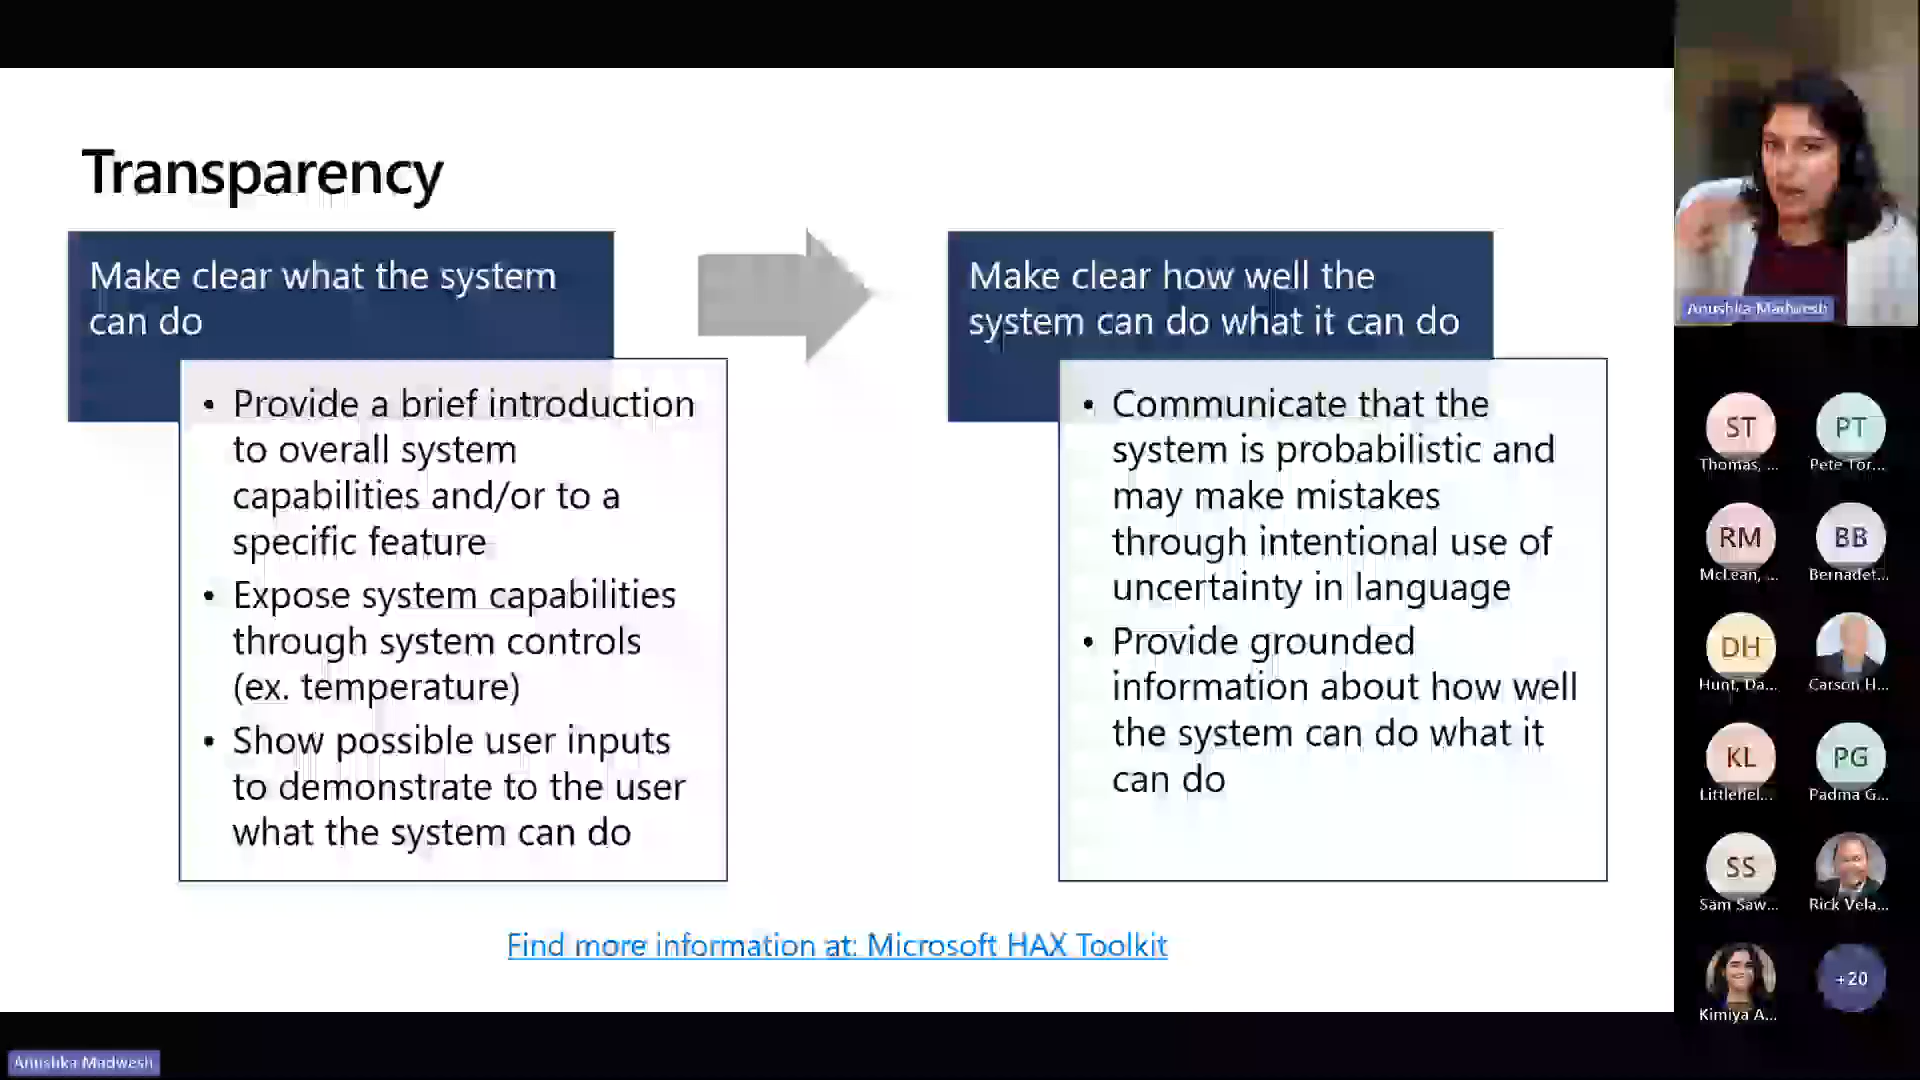 Transparency
Make clear what the system
can do
• Provide a brief introduction
to overall system
capabilities and/or to a
specific feature
• Expose system capabilities
through system controls
(ex. temperature)
• Show possible user inputs
to demonstrate to the user
what the system can do
Make clear how well the
system can do what it can do
• Communicate that the
system is probabilistic and
may make mistakes
through intentional use of
uncertainty in language
• Provide grounded
information about how well
the system can do what it
can do
Find more information at: Microsoft HAX Toolkit
Anushka Madwesh
ST
PT
Thomas, ...
Pete Tor...
RM
BB
McLean, ...
Bernadet...
DH
Hunt, Da...
Carson H...
KL
PG
Littlefiel...
Padma G...
SS
Sam Saw...
Rick Vela...
+20
Kimiya A...
Anushka Madwesh